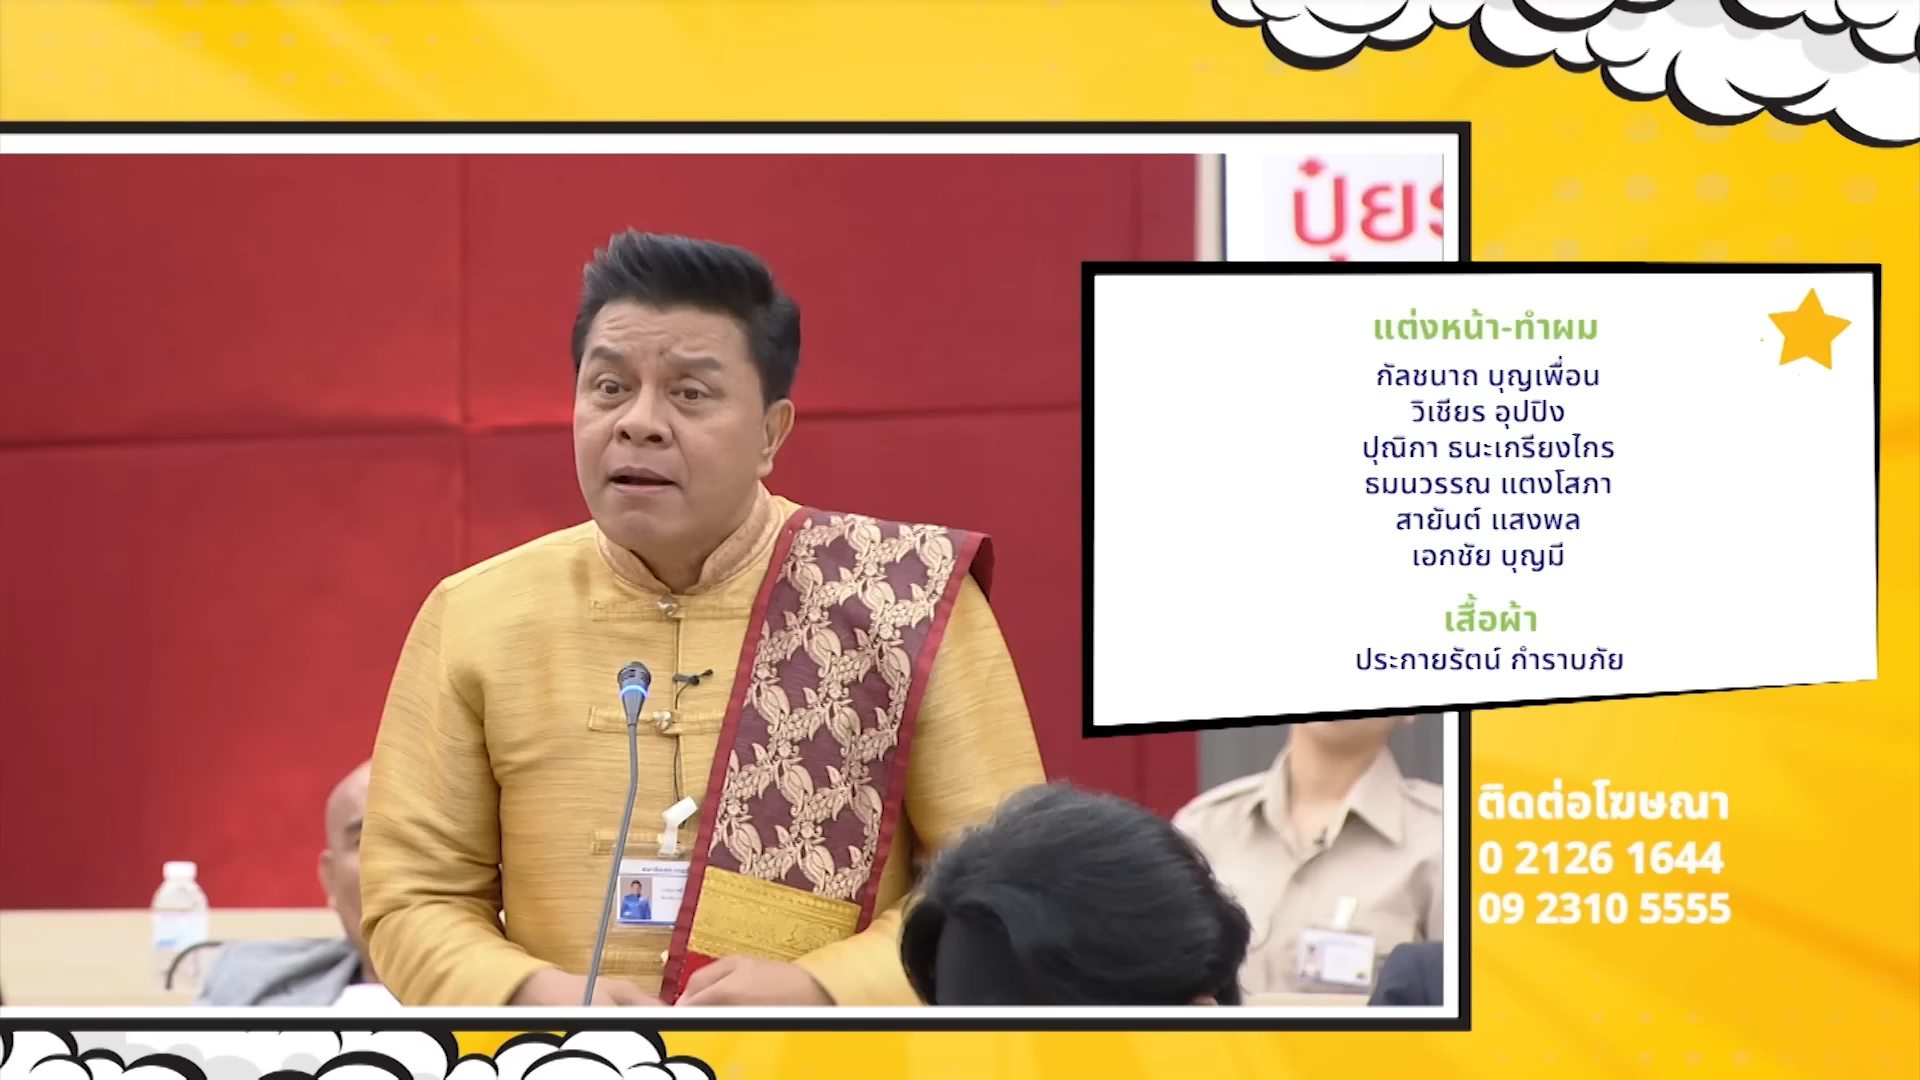 ปุ๋ย
แต่งหน้า-ทำผม
กัลชนาถ บุญเพื่อน
วิเชียร อุปปิง
ปุณิกา ธนะเกรียงไกร
ธมนวรรณ แตงโสภา
สายันต์ แสงพล
เอกชัย บุญมี
เสื้อผ้า
ประกายรัตน์ กำราบภัย
ติดต่อโฆษณา
0 2126 1644
09 2310 5555